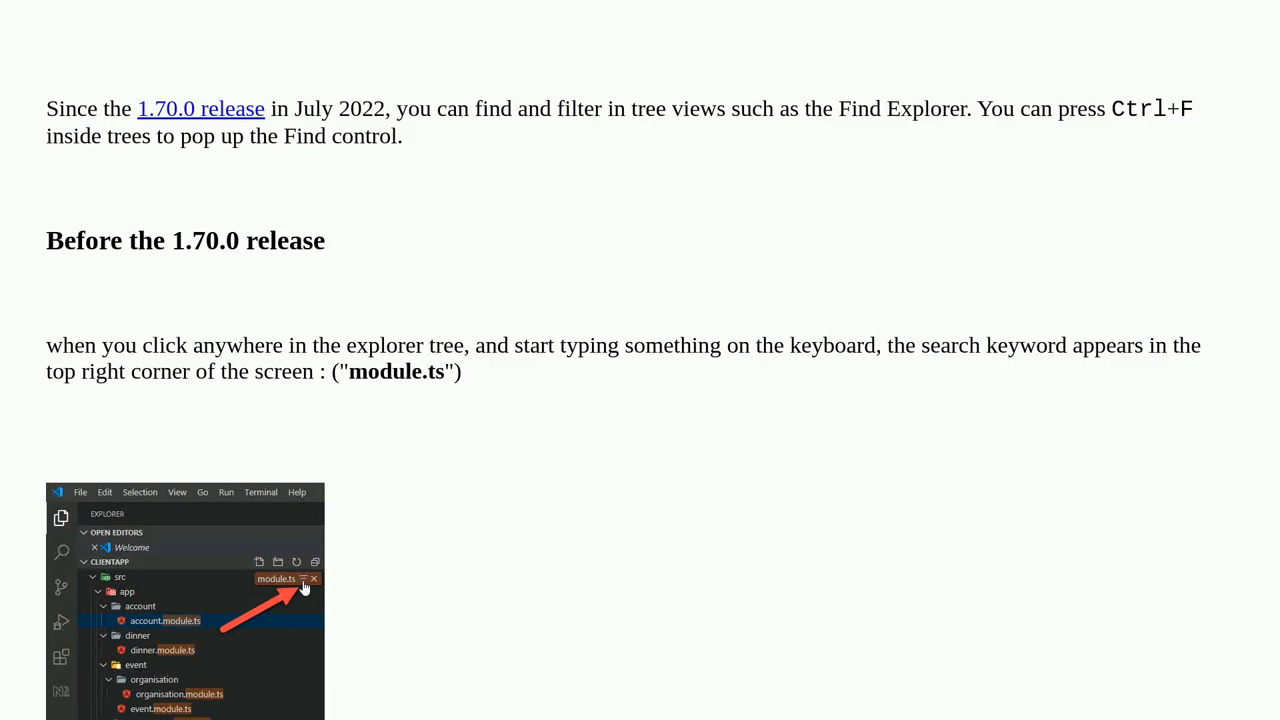 Since the 1.70.0 release in July 2022, you can find and filter in tree views such as the Find Explorer. You can press Ctrl+F
inside trees to pop up the Find control.
Before the 1.70.0 release
when you click anywhere in the explorer tree, and start typing something on the keyboard, the search keyword appears in the
top right corner of the screen : ("module.ts")
File Edit Selection View Go Run Terminal Help
EXPLORER
OPEN EDITORS
Welcome
CLIENTAPP
src
module.ts
app
account
account.module.ts
dinner
dinner.module.ts
event
organisation
organisation.module.ts
event.module.ts